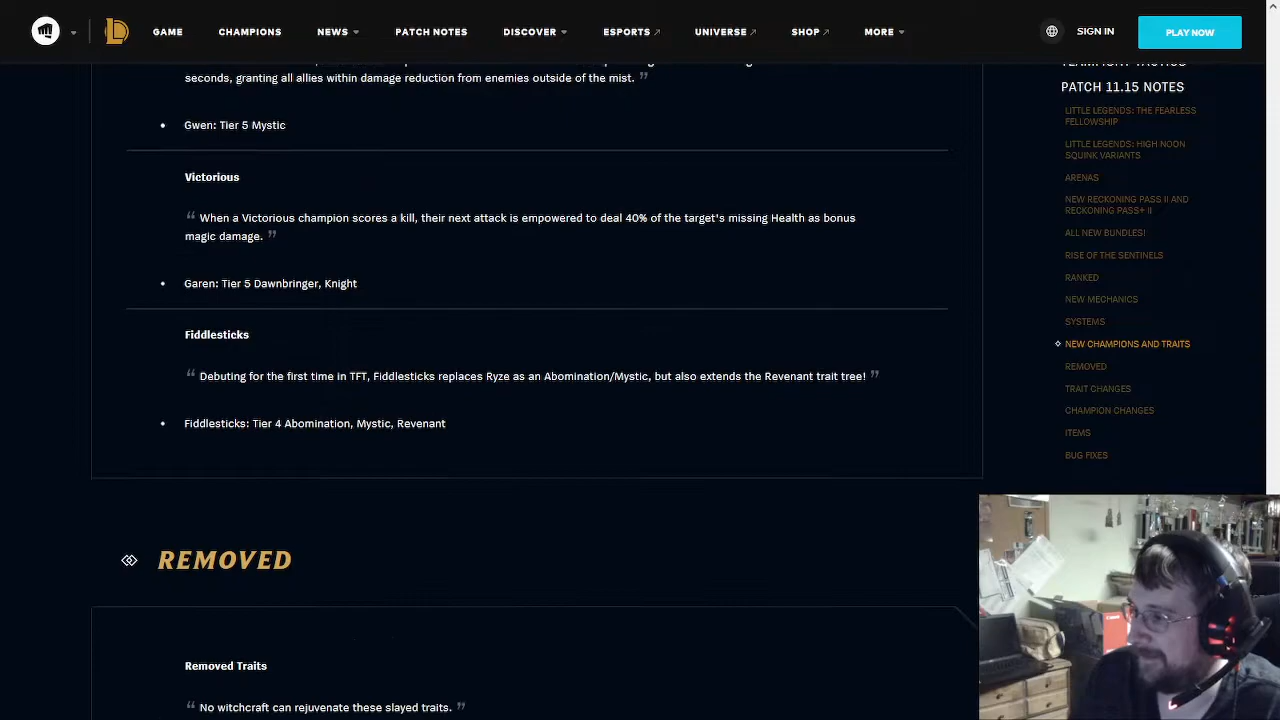 GAME
CHAMPIONS
NEWS
PATCH NOTES
DISCOVER
ESPORTS
UNIVERSE
SHOP
MORE
SIGN IN
PLAY NOW
seconds, granting all allies within damage reduction from enemies outside of the mist. ”
• Gwen: Tier 5 Mystic
Victorious
“ When a Victorious champion scores a kill, their next attack is empowered to deal 40% of the target's missing Health as bonus
magic damage. ”
• Garen: Tier 5 Dawnbringer, Knight
Fiddlesticks
“ Debuting for the first time in TFT, Fiddlesticks replaces Ryze as an Abomination/Mystic, but also extends the Revenant trait tree! ”
• Fiddlesticks: Tier 4 Abomination, Mystic, Revenant
REMOVED
Removed Traits
“ No witchcraft can rejuvenate these slayed traits. ”
TEAMFIGHT TACTICS
PATCH 11.15 NOTES
LITTLE LEGENDS: THE FEARLESS
FELLOWSHIP
LITTLE LEGENDS: HIGH NOON
SQUINK VARIANTS
ARENAS
NEW RECKONING PASS II AND
RECKONING PASS+ II
ALL NEW BUNDLES!
RISE OF THE SENTINELS
RANKED
NEW MECHANICS
SYSTEMS
NEW CHAMPIONS AND TRAITS
REMOVED
TRAIT CHANGES
CHAMPION CHANGES
ITEMS
BUG FIXES